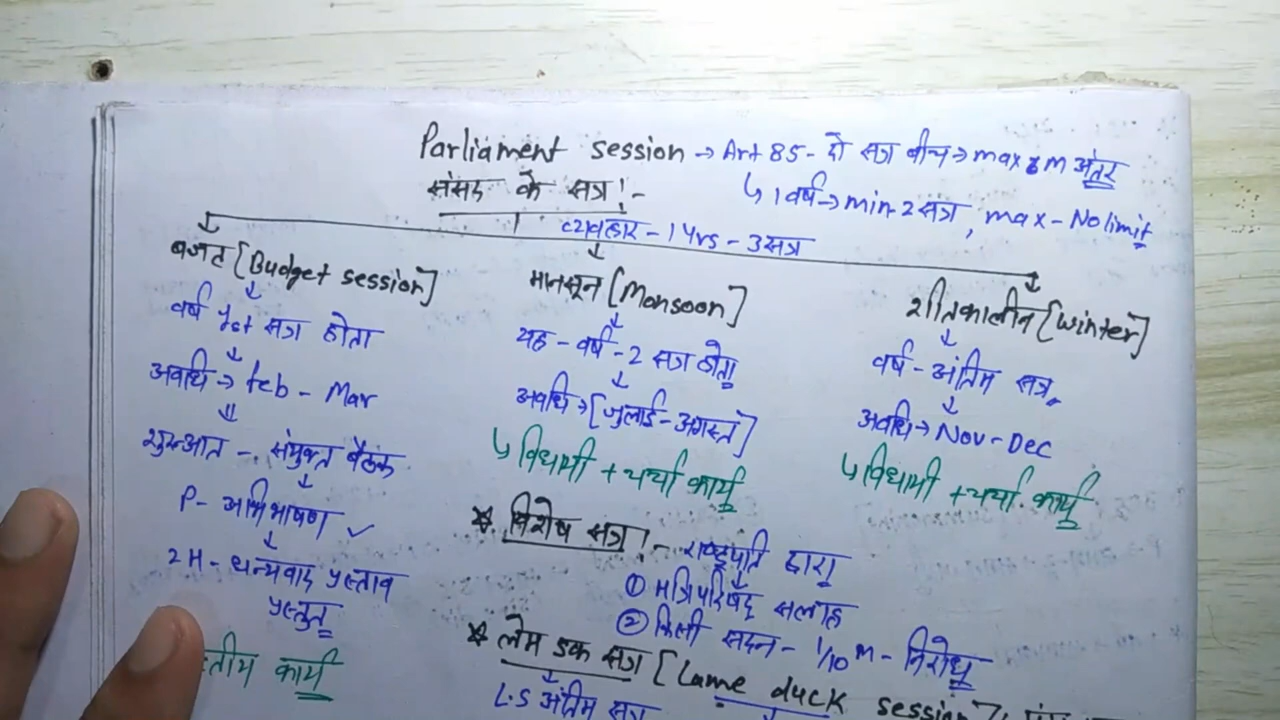 Parliament session → Art 85 - दो सत्र बीच → max 6 M अंतर
संसद के सत्र :-
↳ 1 वर्ष → min - 2 सत्र, max - No limit
व्यवहार - 1 Yrs - 3 सत्र
बजट [Budget session]
वर्ष 1st सत्र होता
अवधि → feb - Mar
शुरुआत - संयुक्त बैठक
P - अभिभाषण ✓
2 H - धन्यवाद प्रस्ताव
प्रस्तुत
कार्य
मानसून [Monsoon]
यह - वर्ष - 2 सत्र होता
अवधि → [जुलाई - अगस्त]
↳ विधायी + चर्चा कार्य
शीतकालीन [Winter]
वर्ष - अंतिम सत्र
अवधि → Nov - Dec
↳ विधायी + चर्चा कार्य
* विशेष सत्र :- राष्ट्रपति द्वारा
① मंत्रिपरिषद सलाह
② किसी सदन - 1/10 M - विरोध
* लेम डक सत्र [Lame duck session]
L.S अंतिम सत्र